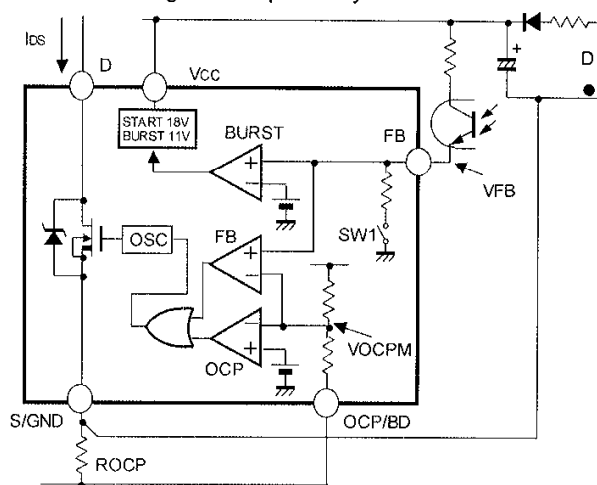 IDS
D
VCC
START 18V
BURST 11V
BURST
+
−
FB
+
D
VFB
SW1
FB
+
−
OSC
VOCPM
−
+
OCP
S/GND
OCP/BD
ROCP